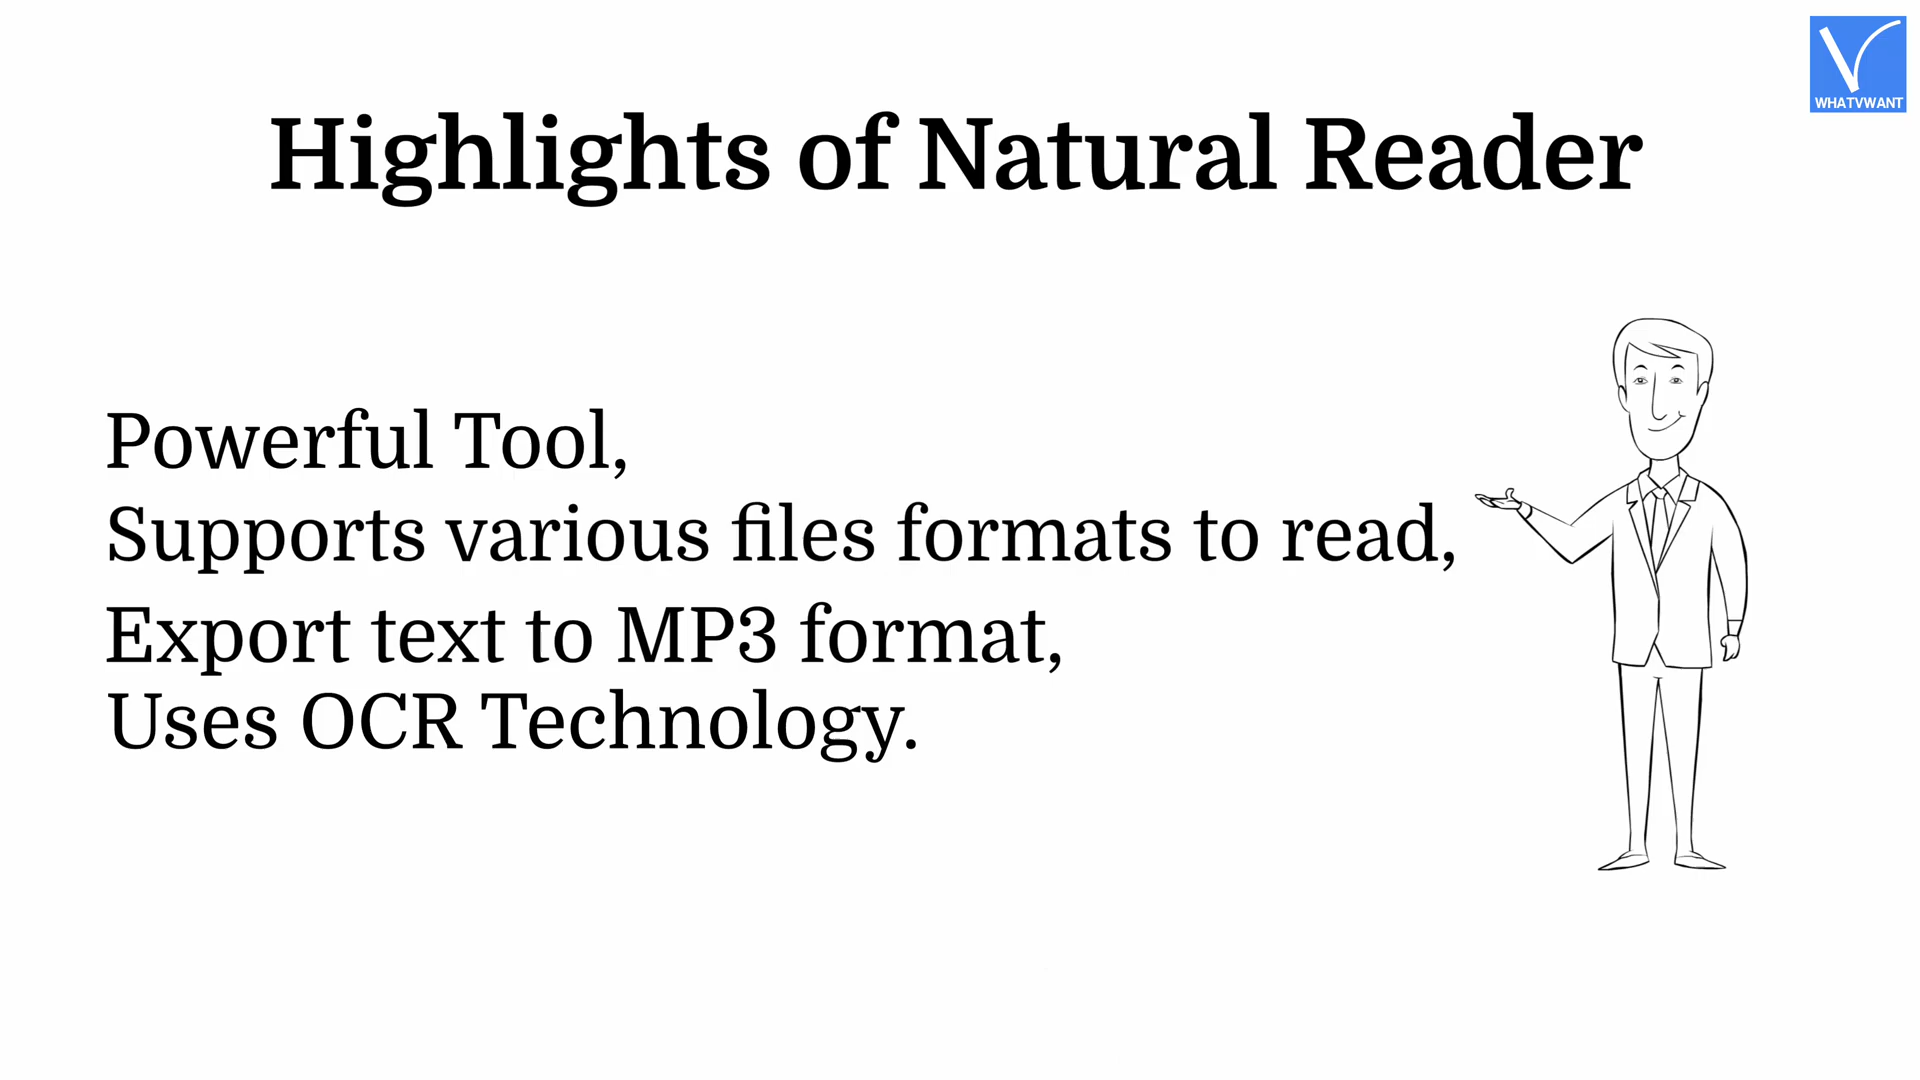 WHATVWANT
Highlights of Natural Reader
Powerful Tool,
Supports various files formats to read,
Export text to MP3 format,
Uses OCR Technology.